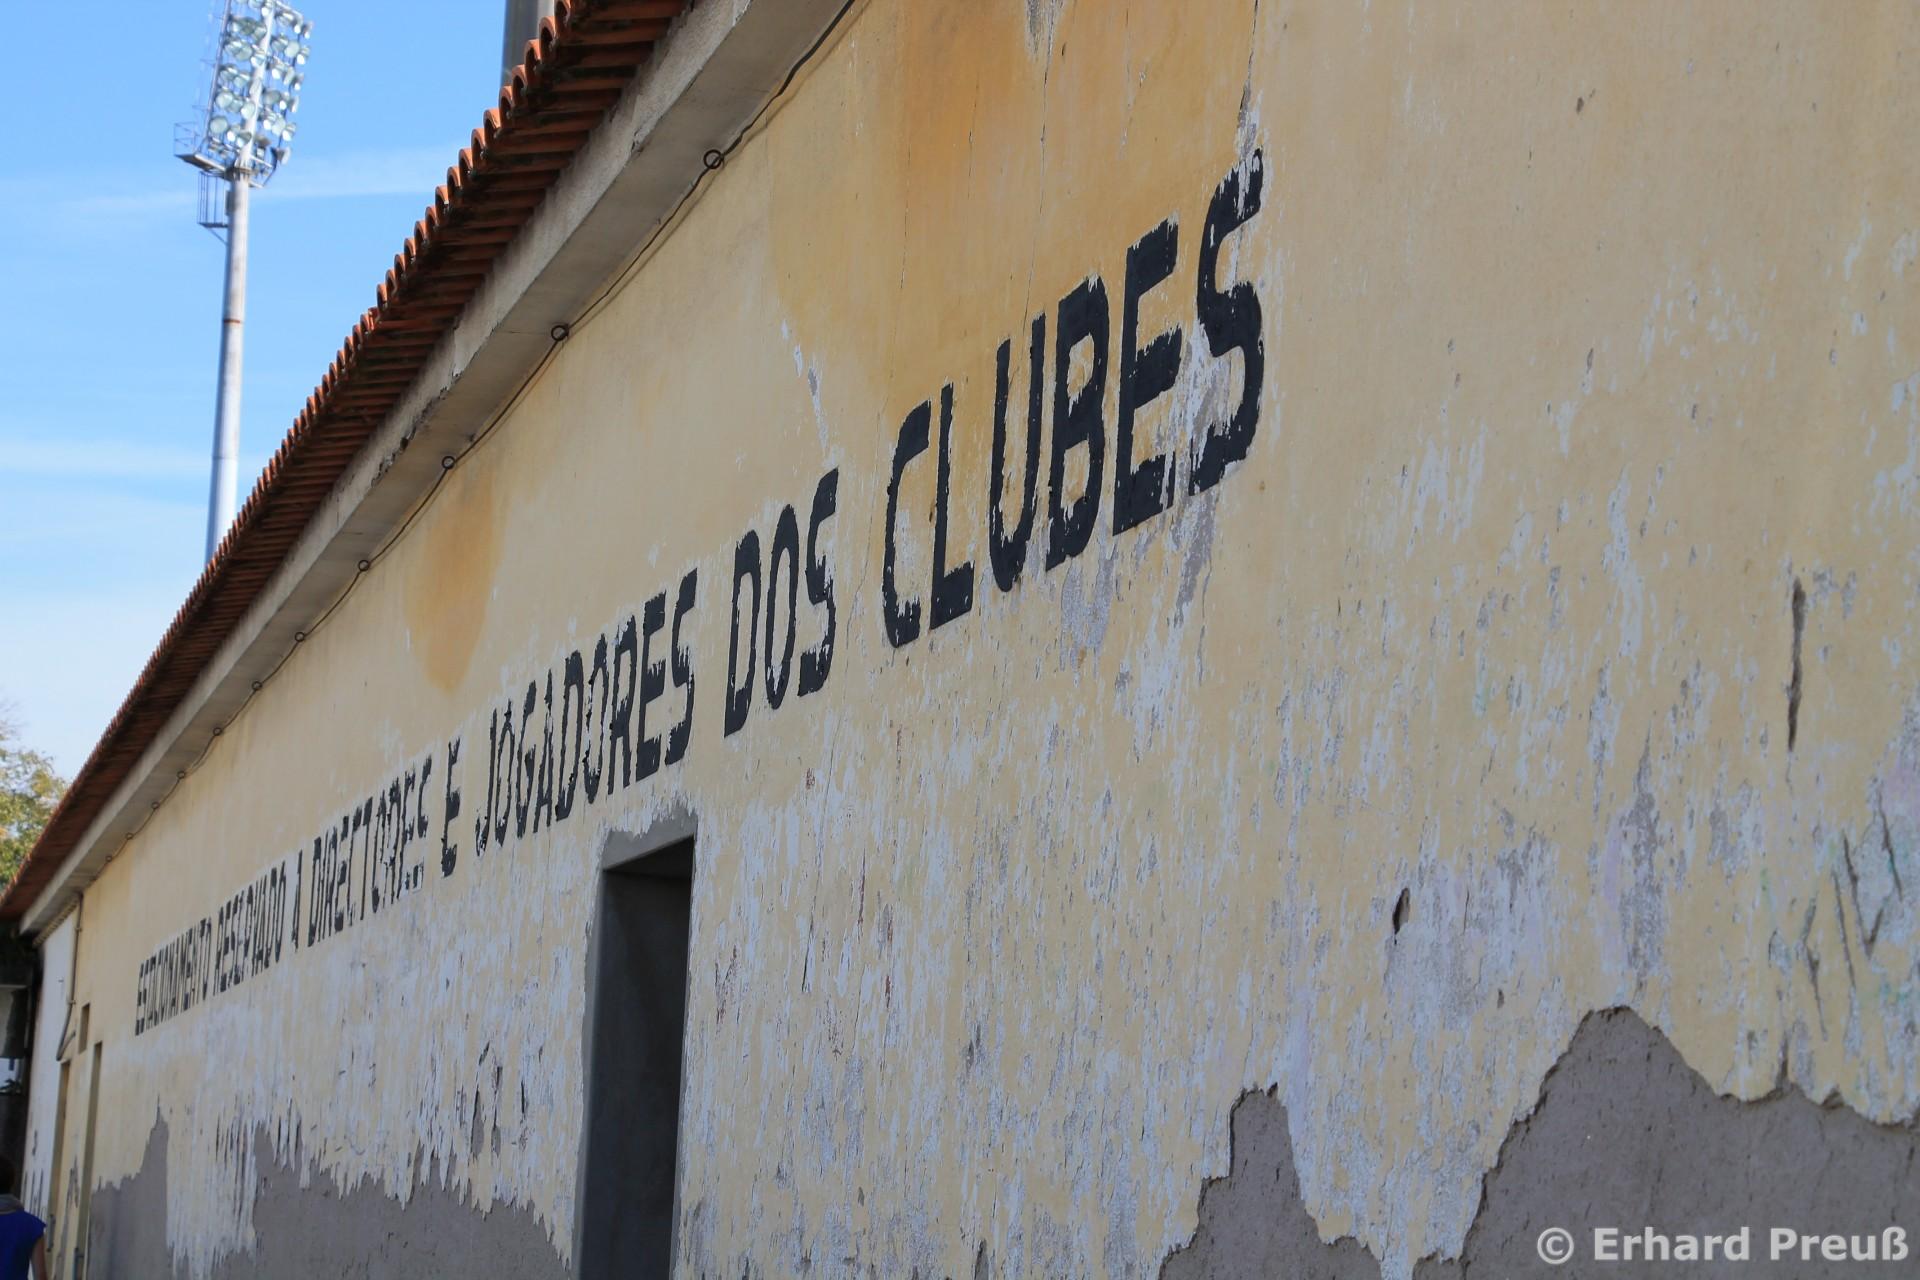 ESTACIONAMENTO RESERVADO A DIRECTORES E JOGADORES DOS CLUBES
© Erhard Preuß